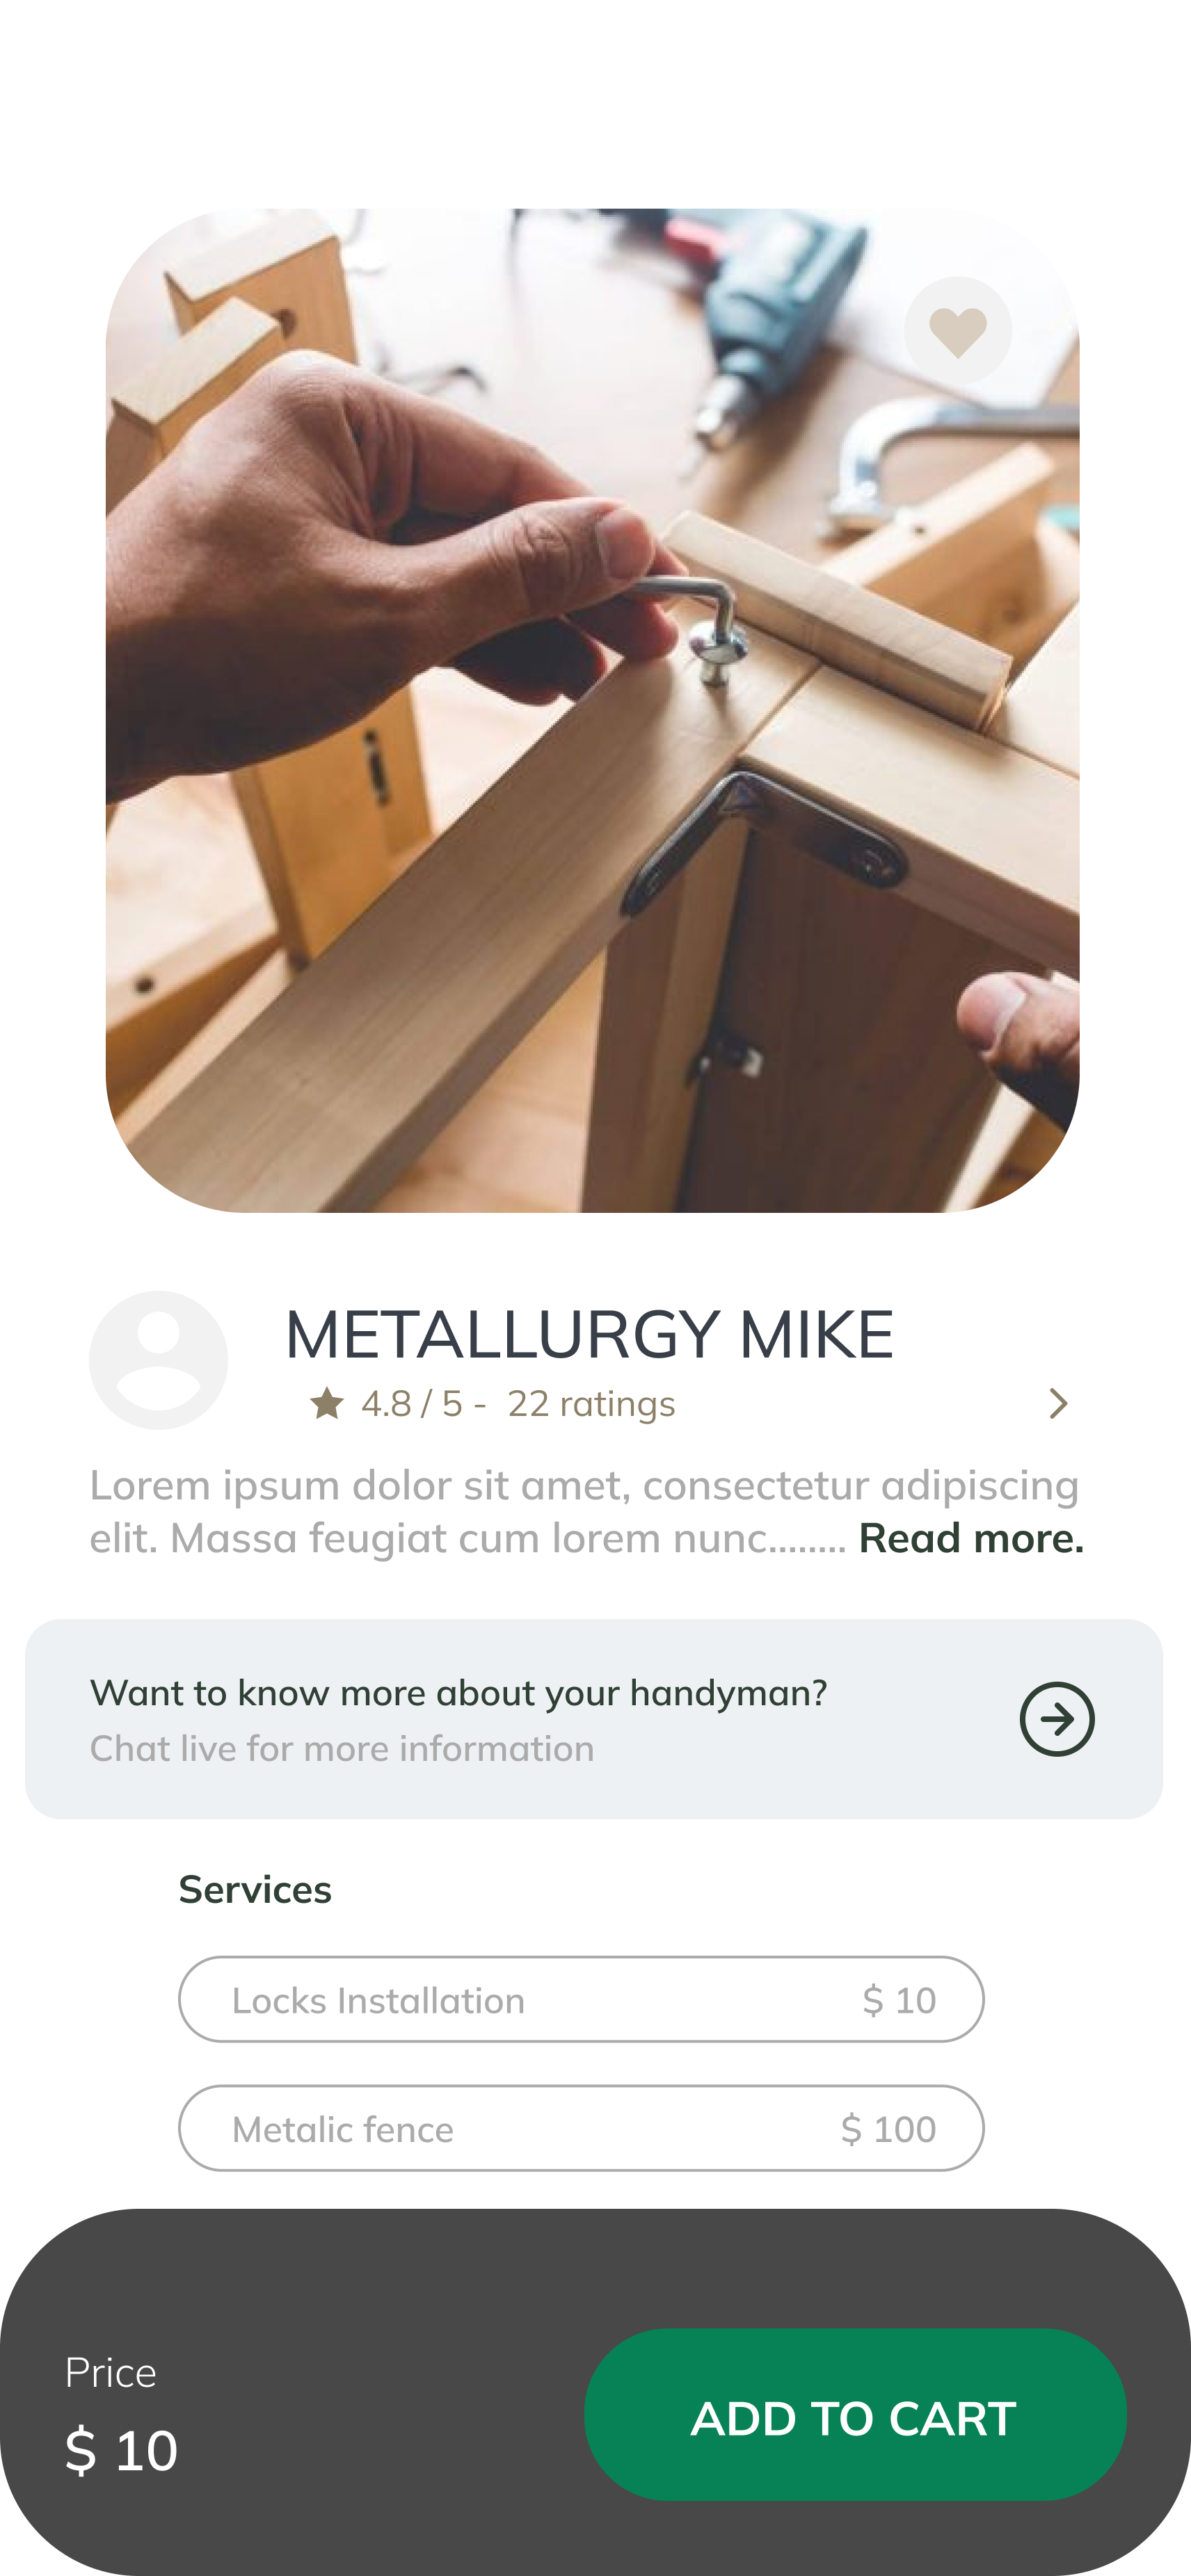 METALLURGY MIKE
4.8 / 5 - 22 ratings
Lorem ipsum dolor sit amet, consectetur adipiscing
elit. Massa feugiat cum lorem nunc........ Read more.
Want to know more about your handyman?
Chat live for more information
Services
Locks Installation $ 10
Metalic fence $ 100
Price
$ 10
ADD TO CART